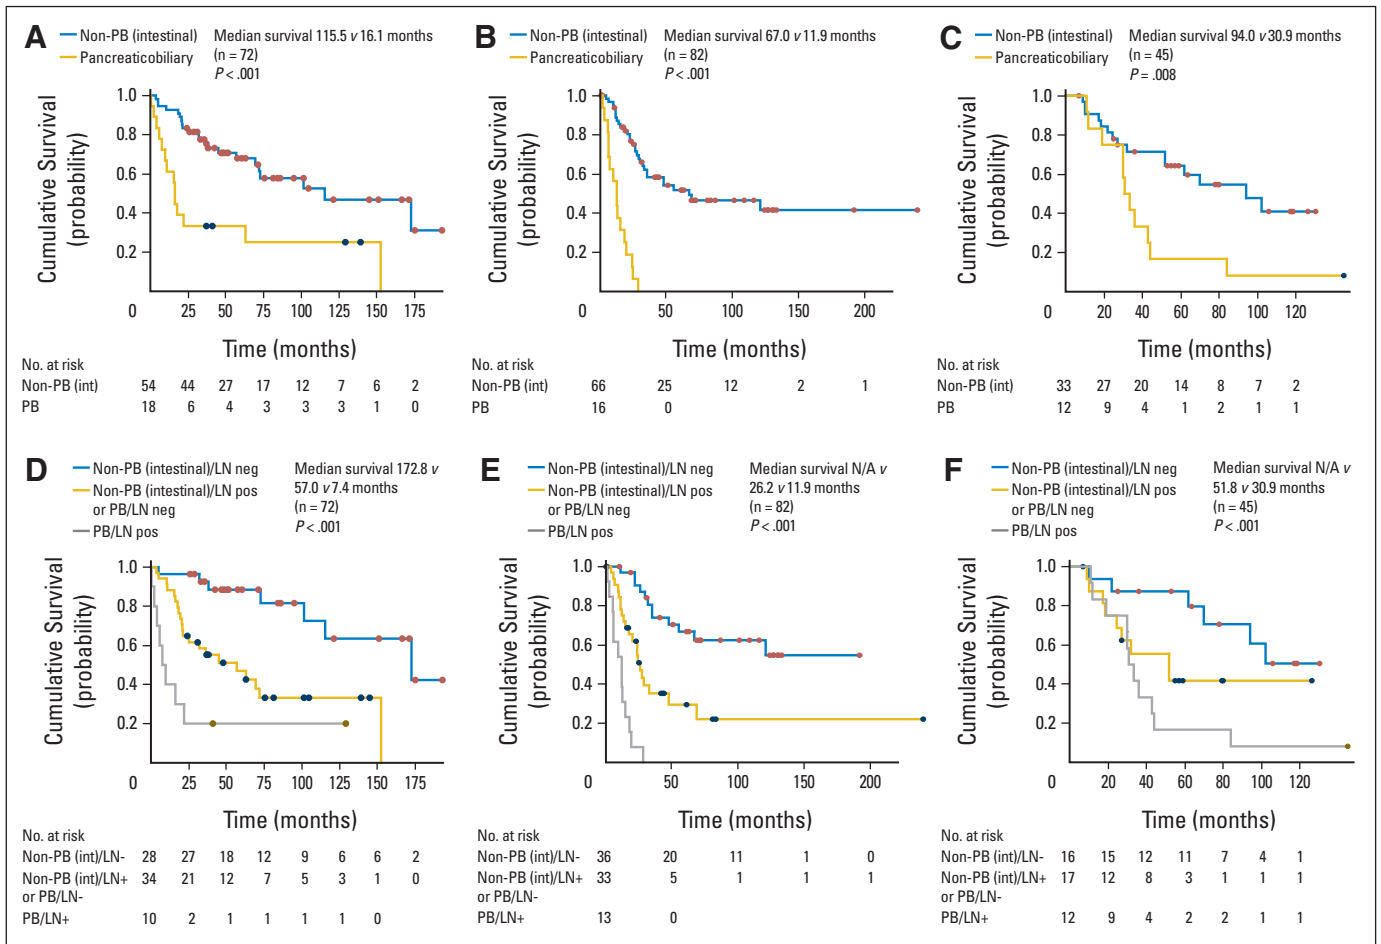 A
Non-PB (intestinal)
Pancreaticobiliary
Median survival 115.5 v 16.1 months
(n = 72)
P < .001
Cumulative Survival
(probability)
1.0
0.8
0.6
0.4
0.2
0 25 50 75 100 125 150 175
Time (months)
No. at risk
Non-PB (int) 54 44 27 17 12 7 6 2
PB 18 6 4 3 3 3 1 0
B
Non-PB (intestinal)
Pancreaticobiliary
Median survival 67.0 v 11.9 months
(n = 82)
P < .001
Cumulative Survival
(probability)
1.0
0.8
0.6
0.4
0.2
0 50 100 150 200
Time (months)
No. at risk
Non-PB (int) 66 25 12 2 1
PB 16 0
C
Non-PB (intestinal)
Pancreaticobiliary
Median survival 94.0 v 30.9 months
(n = 45)
P = .008
Cumulative Survival
(probability)
1.0
0.8
0.6
0.4
0.2
0 20 40 60 80 100 120
Time (months)
No. at risk
Non-PB (int) 33 27 20 14 8 7 2
PB 12 9 4 1 2 1 1
D
Non-PB (intestinal)/LN neg
Non-PB (intestinal)/LN pos
or PB/LN neg
PB/LN pos
Median survival 172.8 v
57.0 v 7.4 months
(n = 72)
P < .001
Cumulative Survival
(probability)
1.0
0.8
0.6
0.4
0.2
0 25 50 75 100 125 150 175
Time (months)
No. at risk
Non-PB (int)/LN- 28 27 18 12 9 6 6 2
Non-PB (int)/LN+ 34 21 12 7 5 3 1 0
or PB/LN-
PB/LN+ 10 2 1 1 1 1 0
E
Non-PB (intestinal)/LN neg
Non-PB (intestinal)/LN pos
or PB/LN neg
PB/LN pos
Median survival N/A v
26.2 v 11.9 months
(n = 82)
P < .001
Cumulative Survival
(probability)
1.0
0.8
0.6
0.4
0.2
0 50 100 150 200
Time (months)
No. at risk
Non-PB (int)/LN- 36 20 11 1 0
Non-PB (int)/LN+ 33 5 1 1 1
or PB/LN-
PB/LN+ 13 0
F
Non-PB (intestinal)/LN neg
Non-PB (intestinal)/LN pos
or PB/LN neg
PB/LN pos
Median survival N/A v
51.8 v 30.9 months
(n = 45)
P < .001
Cumulative Survival
(probability)
1.0
0.8
0.6
0.4
0.2
0 20 40 60 80 100 120
Time (months)
No. at risk
Non-PB (int)/LN- 16 15 12 11 7 4 1
Non-PB (int)/LN+ 17 12 8 3 1 1 1
or PB/LN-
PB/LN+ 12 9 4 2 2 1 1